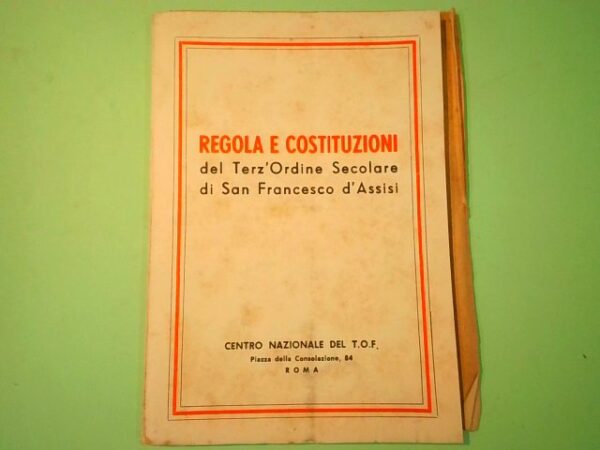 REGOLA E COSTITUZIONI
del Terz'Ordine Secolare
di San Francesco d'Assisi
CENTRO NAZIONALE DEL T.O.F.
Piazza della Consolazione, 84
ROMA